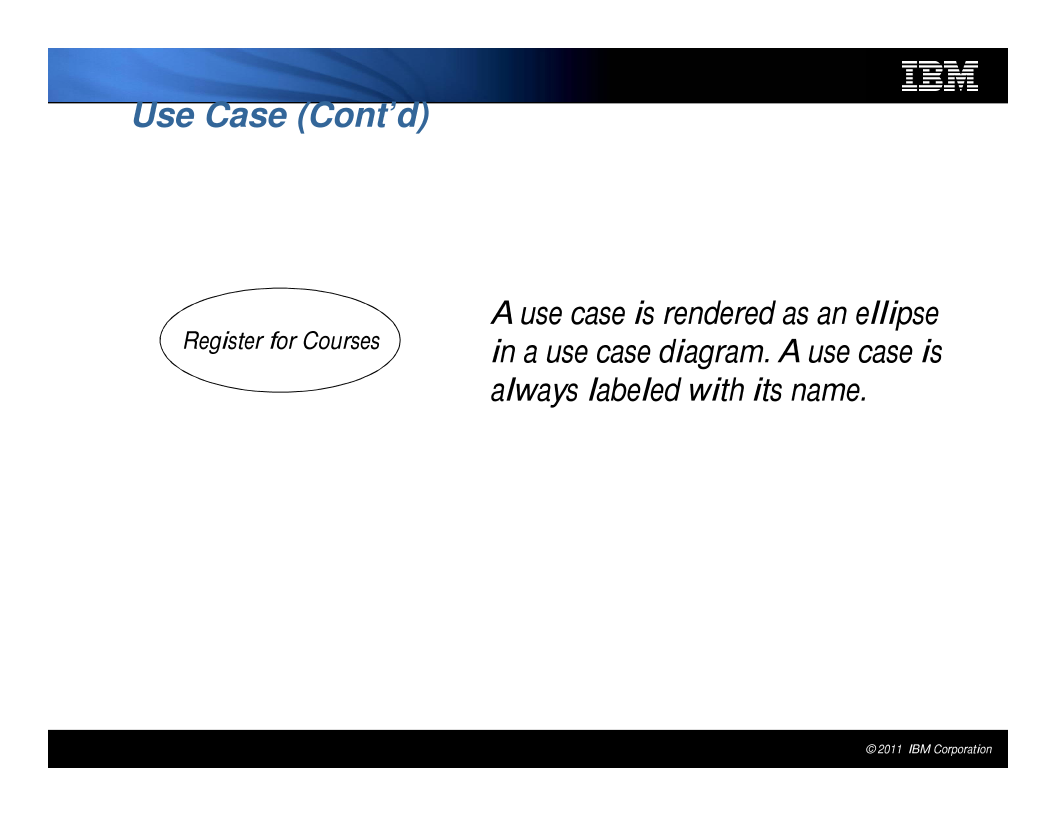 IBM
Use Case (Cont’d)
Register for Courses
A use case is rendered as an ellipse
in a use case diagram. A use case is
always labeled with its name.
© 2011 IBM Corporation